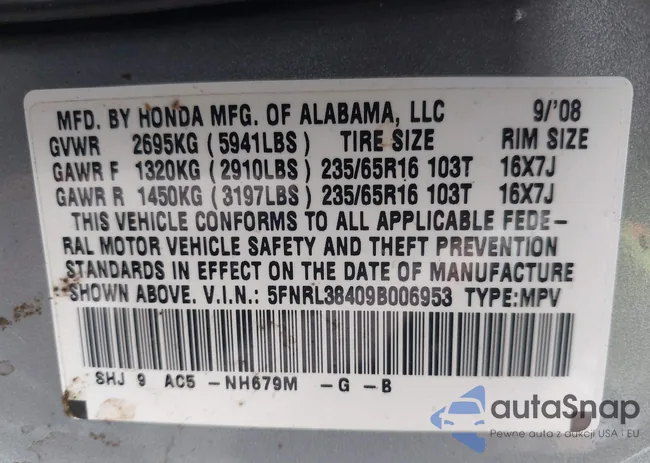 MFD. BY HONDA MFG. OF ALABAMA, LLC 9/'08
GVWR 2695KG (5941LBS) TIRE SIZE RIM SIZE
GAWR F 1320KG (2910LBS) 235/65R16 103T 16X7J
GAWR R 1450KG (3197LBS) 235/65R16 103T 16X7J
THIS VEHICLE CONFORMS TO ALL APPLICABLE FEDE-
RAL MOTOR VEHICLE SAFETY AND THEFT PREVENTION
STANDARDS IN EFFECT ON THE DATE OF MANUFACTURE
SHOWN ABOVE. V.I.N.: 5FNRL38409B006953 TYPE:MPV
SHJ 9 AC5 -NH679M -G -B
autoSnap
Pewne auta z aukcji USA i EU